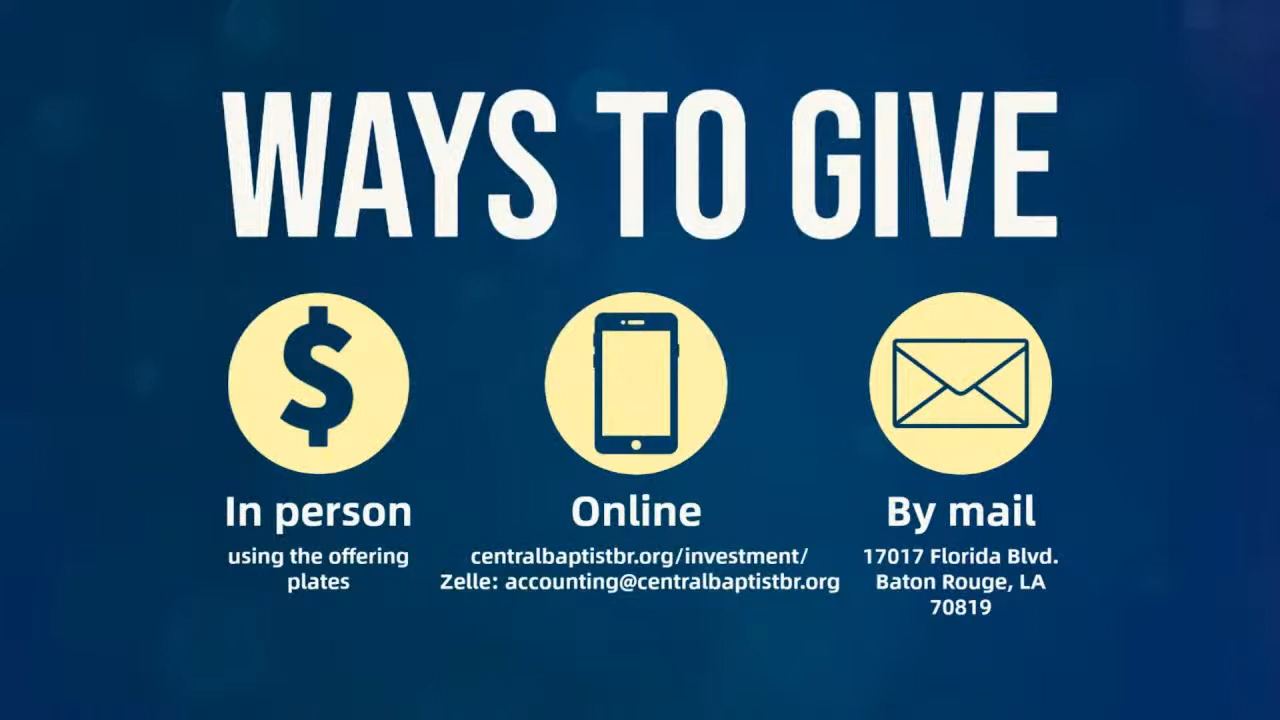 WAYS TO GIVE
In person
using the offering
plates
Online
centralbaptistbr.org/investment/
Zelle: accounting@centralbaptistbr.org
By mail
17017 Florida Blvd.
Baton Rouge, LA
70819